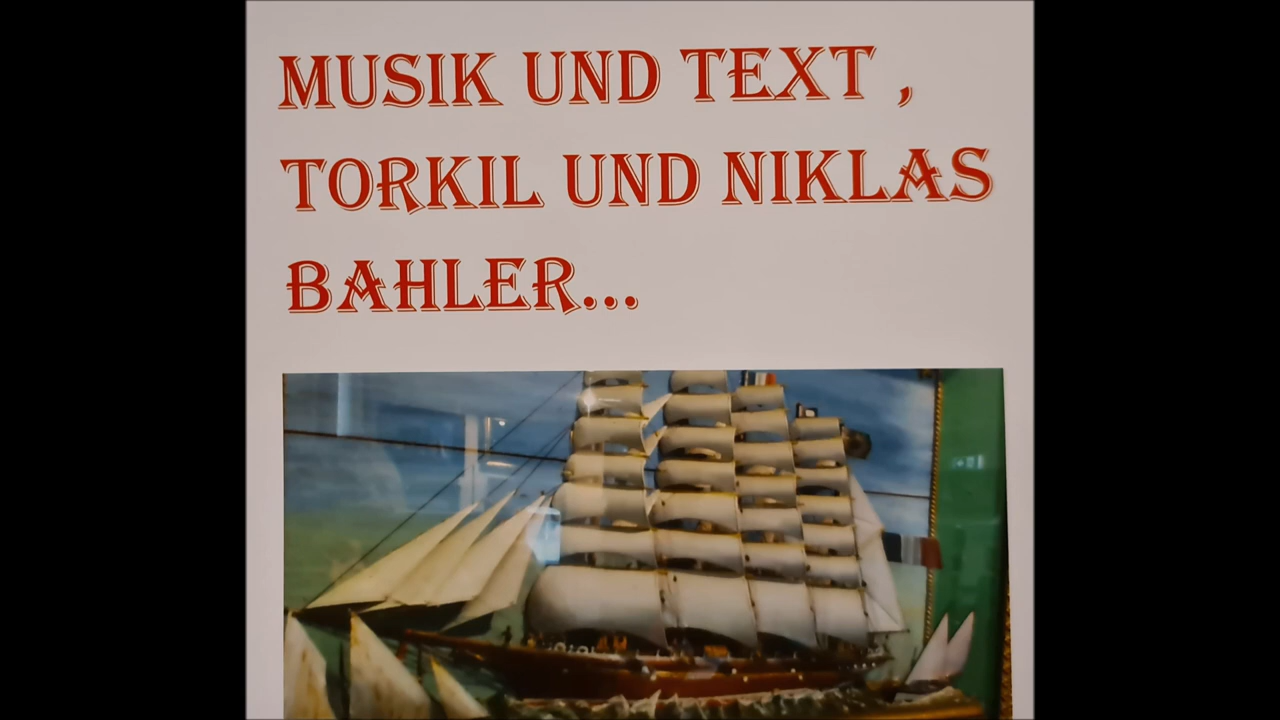 MUSIK UND TEXT ,
TORKIL UND NIKLAS
BAHLER...